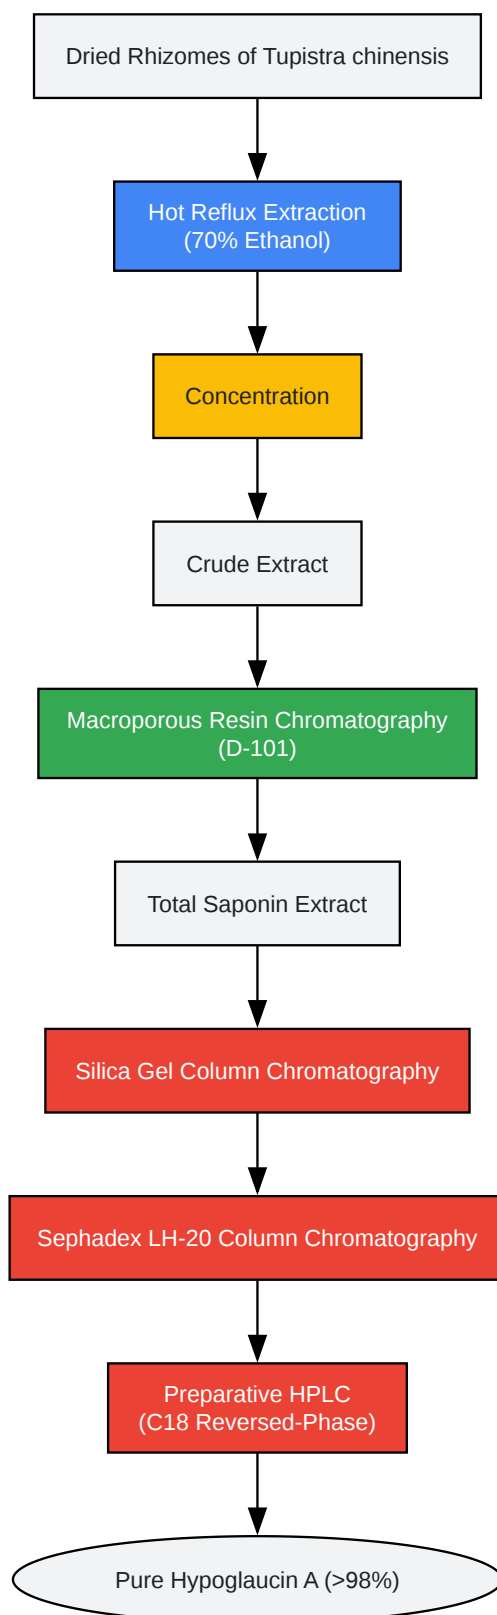 Dried Rhizomes of Tupistra chinensis
Hot Reflux Extraction
(70% Ethanol)
Concentration
Crude Extract
Macroporous Resin Chromatography
(D-101)
Total Saponin Extract
Silica Gel Column Chromatography
Sephadex LH-20 Column Chromatography
Preparative HPLC
(C18 Reversed-Phase)
Pure Hypoglaucin A (>98%)